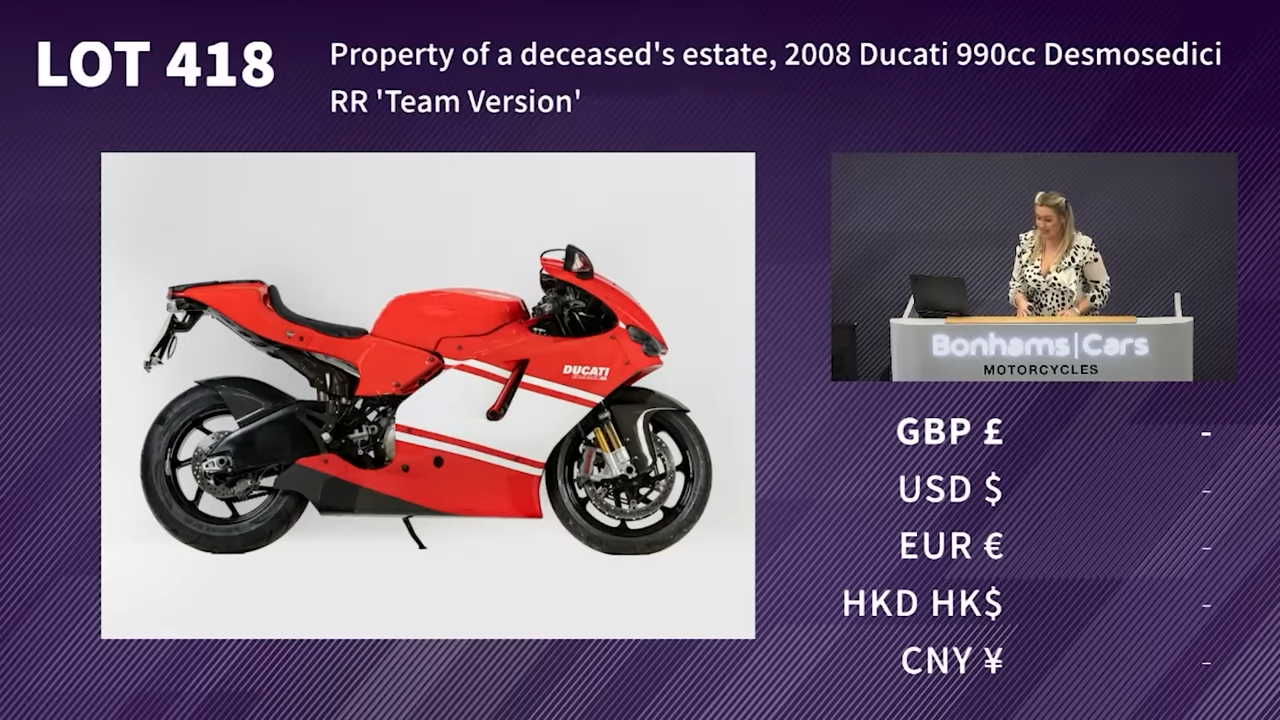 LOT 418
Property of a deceased's estate, 2008 Ducati 990cc Desmosedici
RR 'Team Version'
DUCATI
Bonhams|Cars
MOTORCYCLES
GBP £ -
USD $ -
EUR € -
HKD HK$ -
CNY ¥ -